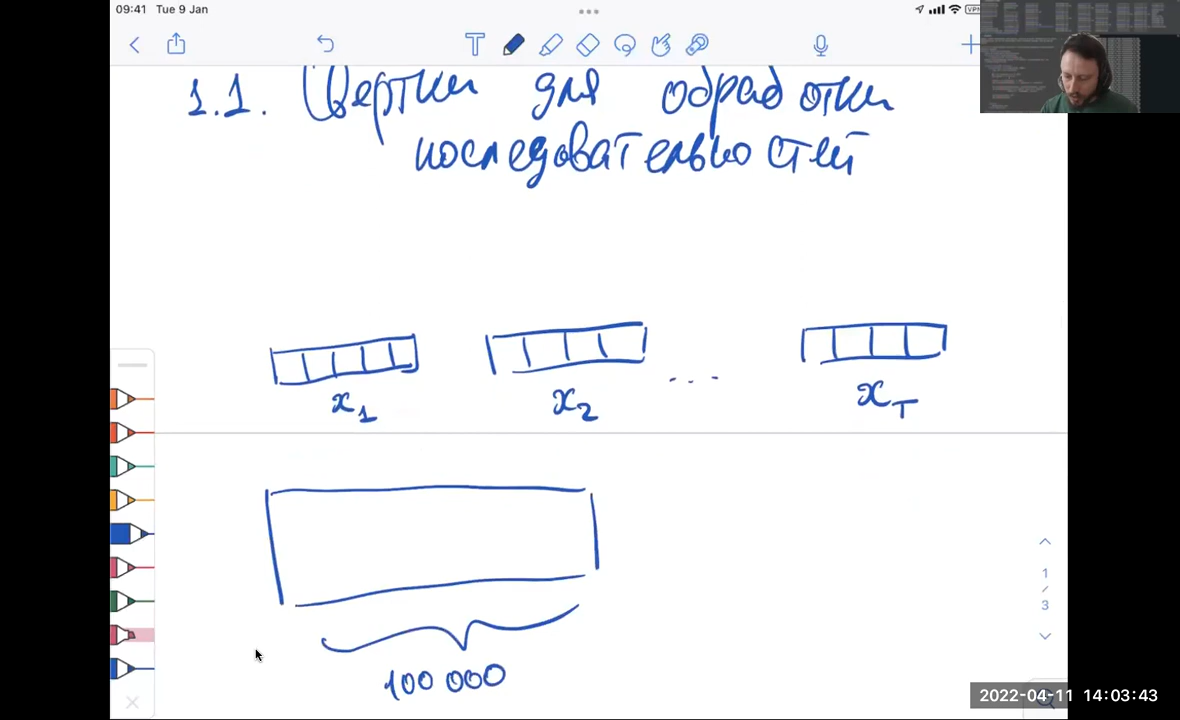 09:41 Tue 9 Jan
VPN
1.1. Свертки для обработки
последовательностей
x1 x2 ... xT
100 000
1
/
3
2022-04-11 14:03:43